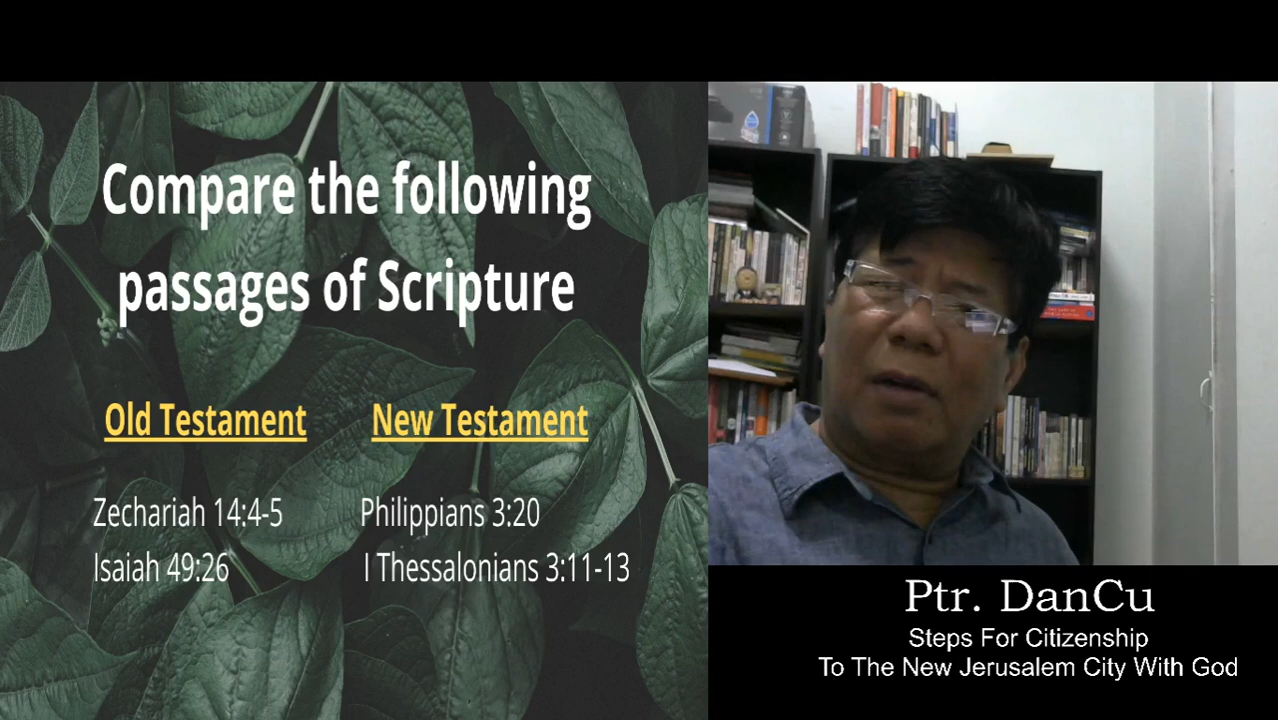 Compare the following
passages of Scripture
Old Testament New Testament
Zechariah 14:4-5 Philippians 3:20
Isaiah 49:26 I Thessalonians 3:11-13
Ptr. DanCu
Steps For Citizenship
To The New Jerusalem City With God